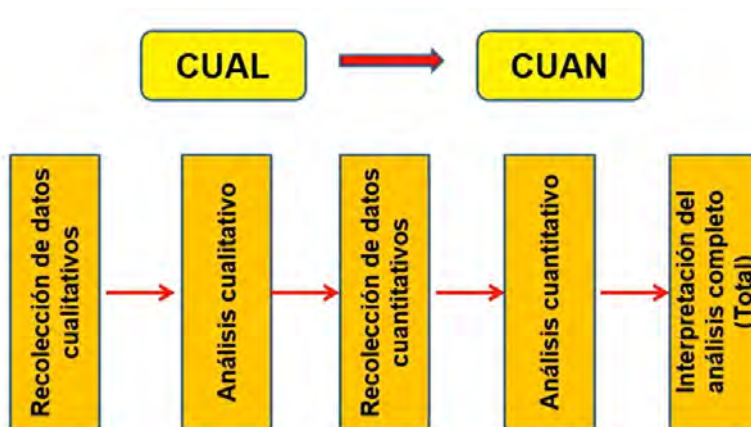 CUAL
CUAN
Recolección de datos
cualitativos
Análisis cualitativo
Recolección de datos
cuantitativos
Análisis cuantitativo
Interpretación del
análisis completo
(Total)